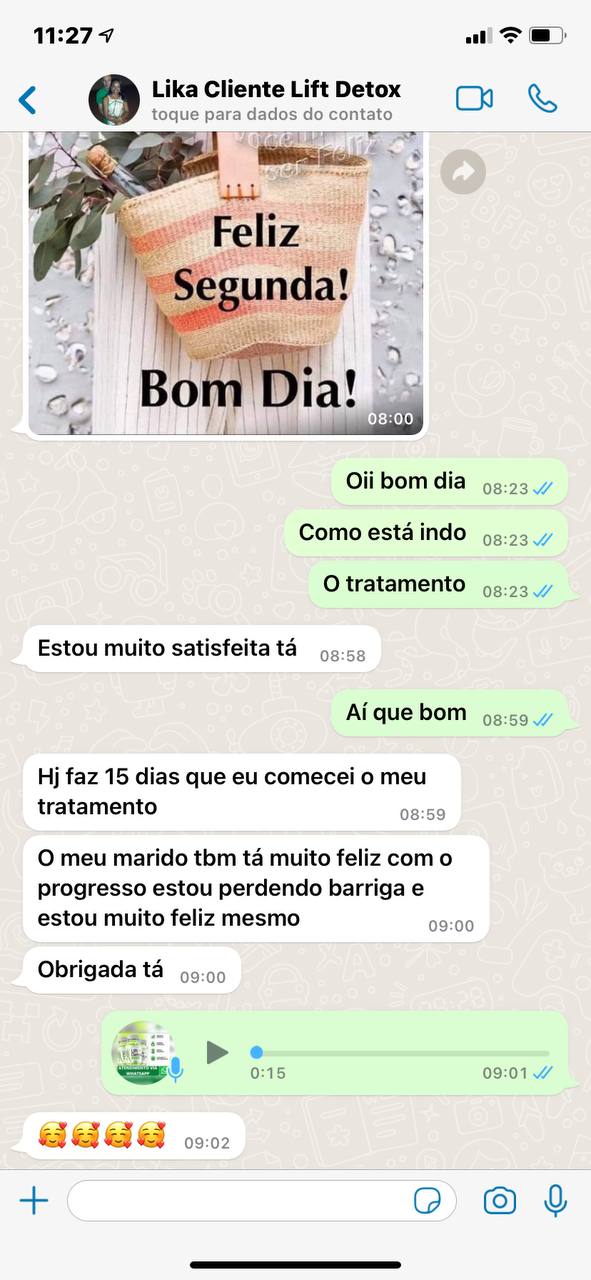 11:27
Lika Cliente Lift Detox
toque para dados do contato
ser Feliz
Feliz
Segunda!
Bom Dia!
08:00
Oii bom dia 08:23
Como está indo 08:23
O tratamento 08:23
Estou muito satisfeita tá 08:58
Aí que bom 08:59
Hj faz 15 dias que eu comecei o meu
tratamento 08:59
O meu marido tbm tá muito feliz com o
progresso estou perdendo barriga e
estou muito feliz mesmo 09:00
Obrigada tá 09:00
ATENDIMENTO VIA
WHATSAPP
0:15 09:01
09:02